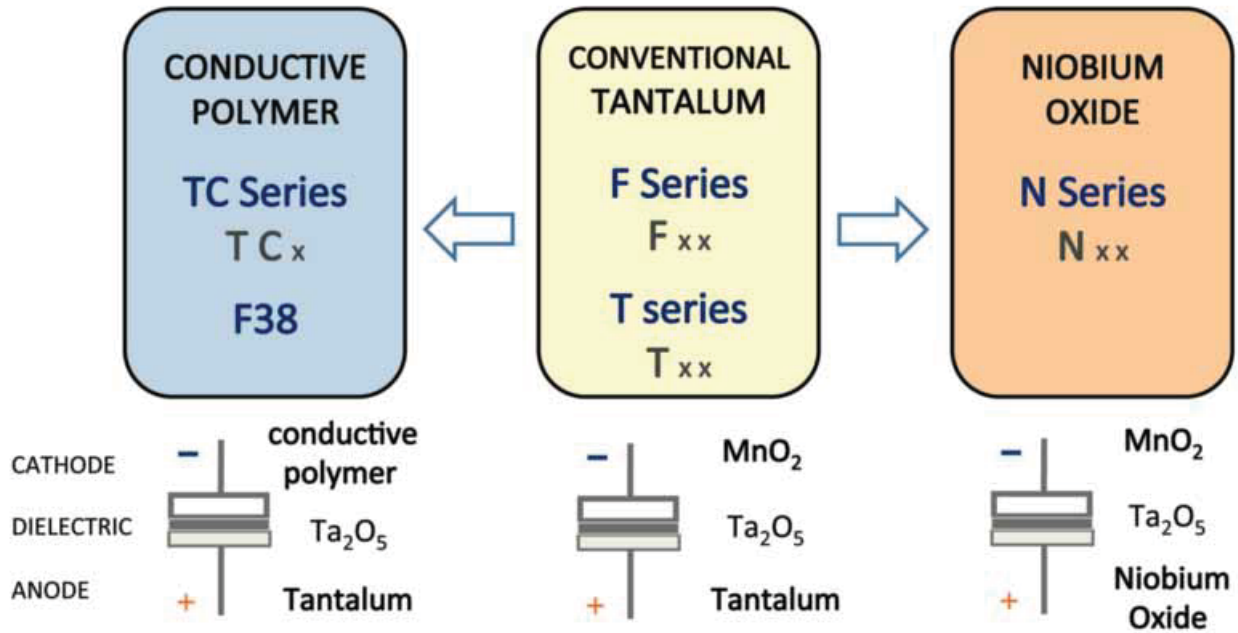 CONDUCTIVE
POLYMER
TC Series
T C x
F38
CONVENTIONAL
TANTALUM
F Series
F x x
T series
T x x
NIOBIUM
OXIDE
N Series
N x x
CATHODE
DIELECTRIC
ANODE
−
conductive
polymer
Ta₂O₅
+
Tantalum
−
MnO₂
Ta₂O₅
+
Tantalum
−
MnO₂
Ta₂O₅
+
Niobium
Oxide